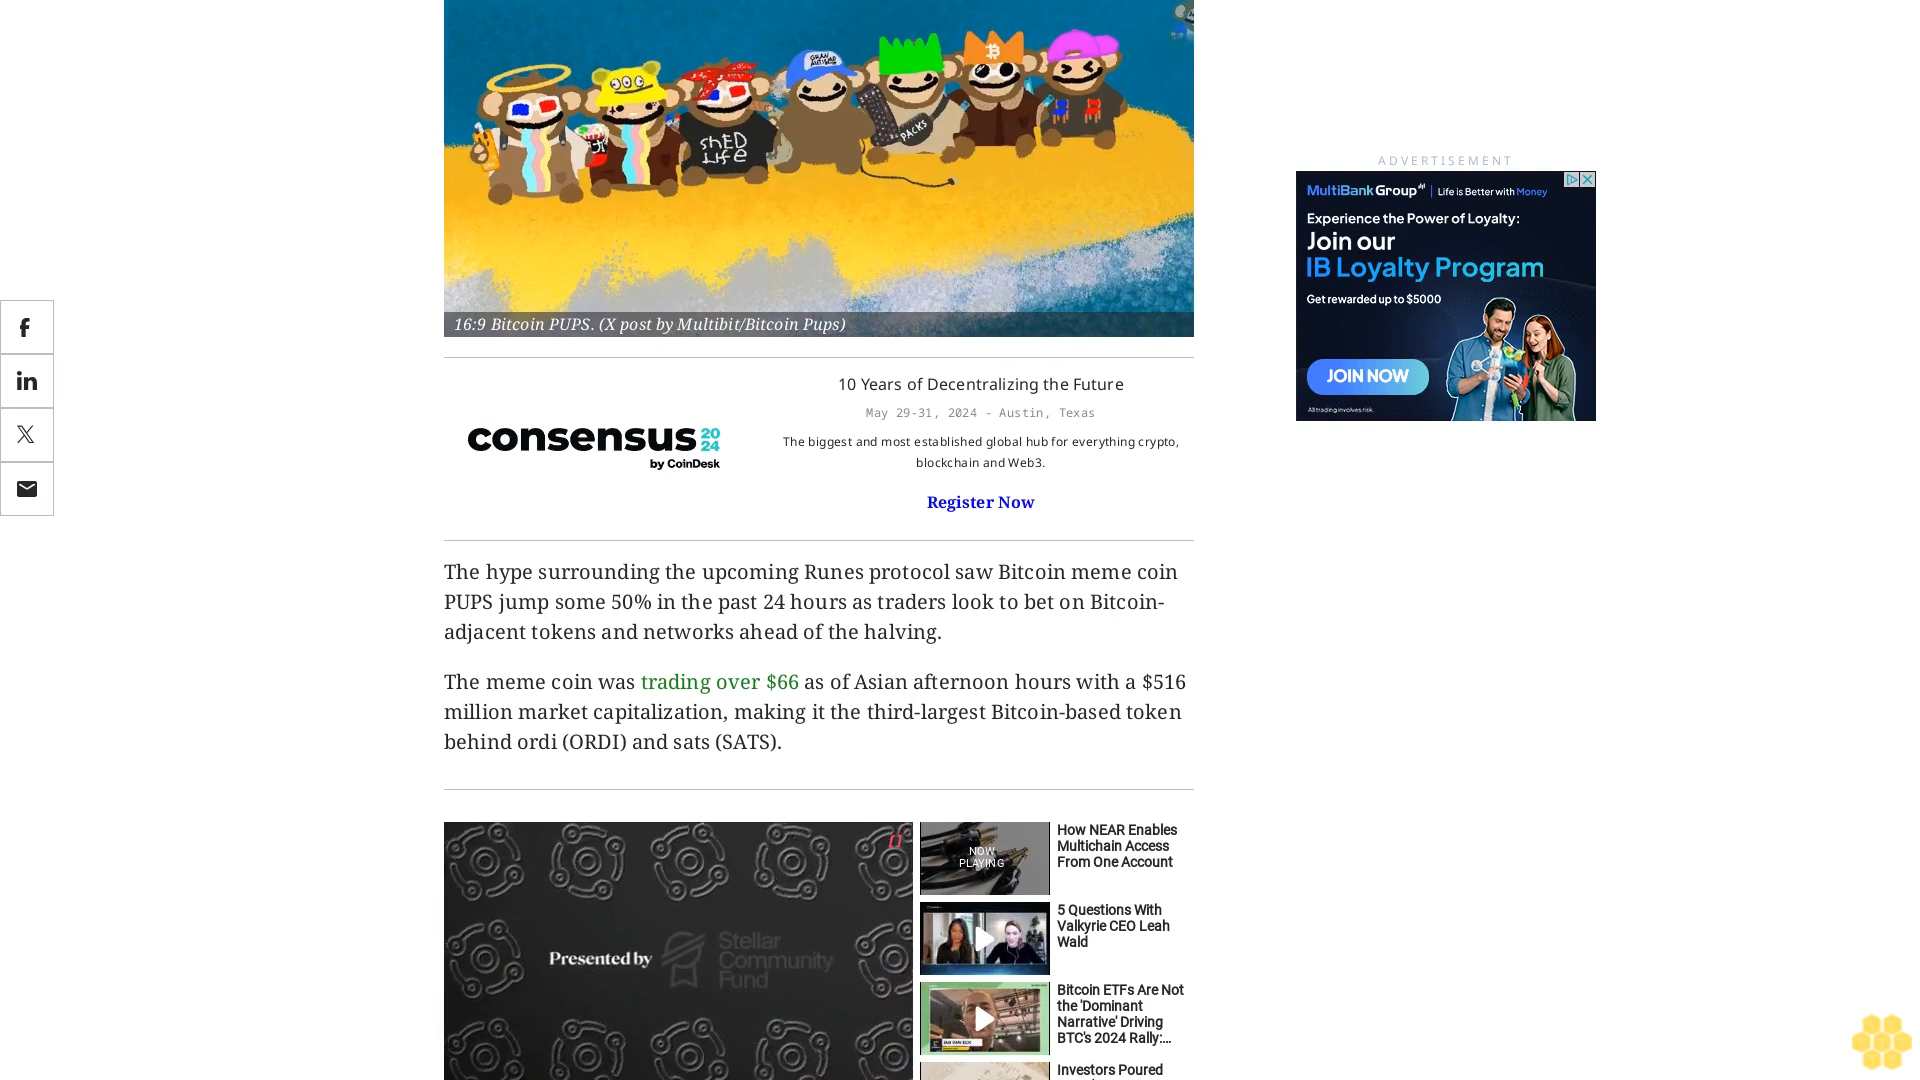 GRAN
AUTISMO
SHED
LIFE
PACKS
16:9 Bitcoin PUPS. (X post by Multibit/Bitcoin Pups)
consensus 2024
by CoinDesk
10 Years of Decentralizing the Future
May 29-31, 2024 - Austin, Texas
The biggest and most established global hub for everything crypto,
blockchain and Web3.
Register Now
The hype surrounding the upcoming Runes protocol saw Bitcoin meme coin
PUPS jump some 50% in the past 24 hours as traders look to bet on Bitcoin-
adjacent tokens and networks ahead of the halving.
The meme coin was trading over $66 as of Asian afternoon hours with a $516
million market capitalization, making it the third-largest Bitcoin-based token
behind ordi (ORDI) and sats (SATS).
Presented by
Stellar
Community
Fund
NOW
PLAYING
How NEAR Enables
Multichain Access
From One Account
5 Questions With
Valkyrie CEO Leah
Wald
JAN VAN ECK
Bitcoin ETFs Are Not
the 'Dominant
Narrative' Driving
BTC's 2024 Rally:...
Investors Poured
ADVERTISEMENT
MultiBank Group | Life is Better with Money
Experience the Power of Loyalty:
Join our
IB Loyalty Program
Get rewarded up to $5000
JOIN NOW
All trading involves risk.